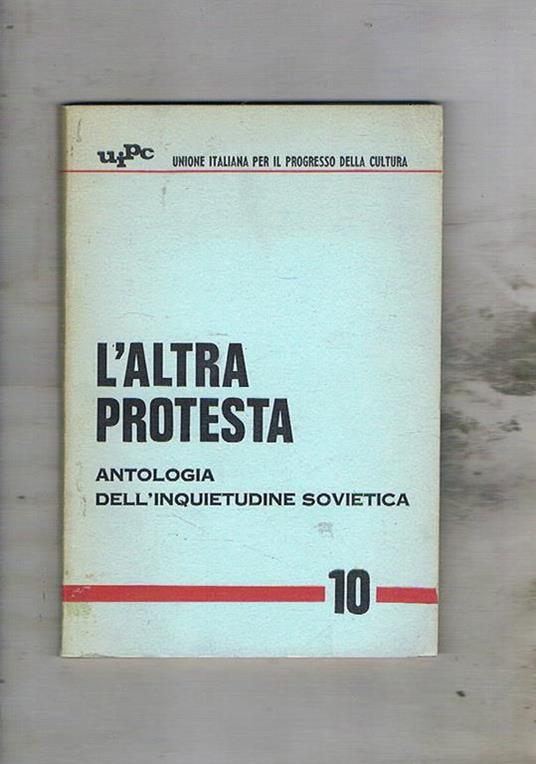 uipc UNIONE ITALIANA PER IL PROGRESSO DELLA CULTURA
L'ALTRA
PROTESTA
ANTOLOGIA
DELL'INQUIETUDINE SOVIETICA
10